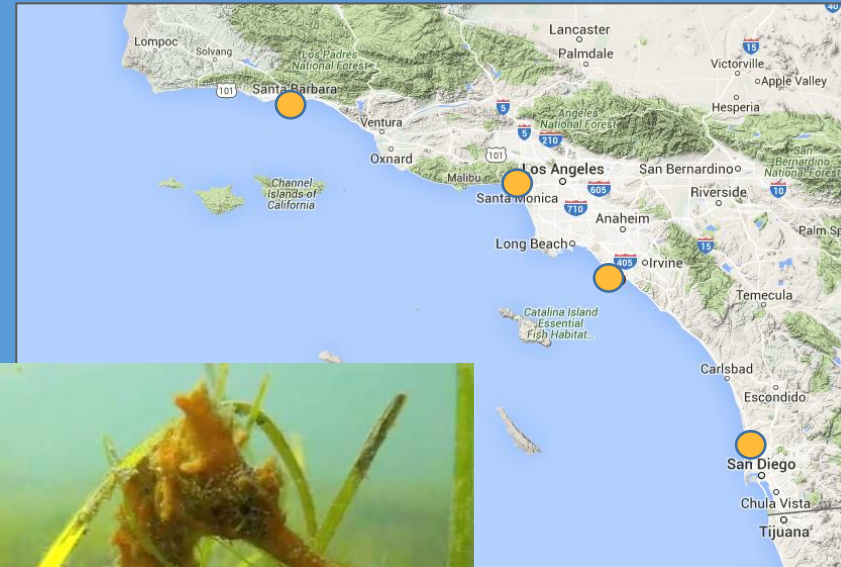 40
Lancaster
Lompoc
Solvang
Los Padres
National Forest
Palmdale
15
Victorville
Apple Valley
101
Santa Barbara
5
Hesperia
Ventura
Angeles
National Forest
5
210
Oxnard
101
San
Bernardino
National Forest
Malibu
Los Angeles
San Bernardino
Channel
Islands of
California
605
Riverside
10
Santa Monica
710
Anaheim
Palm Sp
Long Beach
15
405
Irvine
Temecula
Catalina Island
Essential
Fish Habitat...
Carlsbad
Escondido
San Diego
Chula Vista
Tijuana